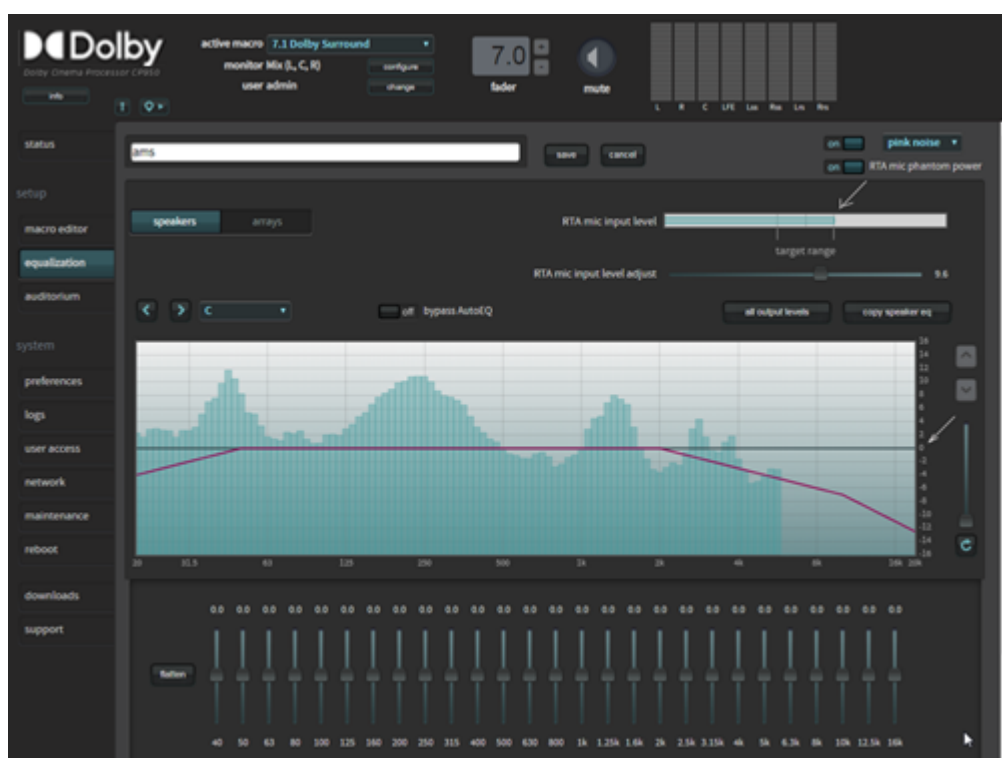 Dolby
Dolby Cinema Processor CP850
info
active macro 7.1 Dolby Surround
monitor Mix (L, C, R) configure
user admin change
7.0
fader
mute
L R C LFE Lss Rss Lrs Rrs
status
setup
macro editor
equalization
auditorium
system
preferences
logs
user access
network
maintenance
reboot
downloads
support
ams
save cancel
on pink noise
on RTA mic phantom power
speakers arrays
RTA mic input level
target range
RTA mic input level adjust 9.6
C off bypass AutoEQ all output levels copy speaker eq
16
14
12
10
8
6
4
2
0
-2
-4
-6
-8
-10
-12
-14
-16
20 31.5 63 125 250 500 1k 2k 4k 8k 16k 20k
0.0 0.0 0.0 0.0 0.0 0.0 0.0 0.0 0.0 0.0 0.0 0.0 0.0 0.0 0.0 0.0 0.0 0.0 0.0 0.0 0.0 0.0 0.0 0.0 0.0 0.0 0.0
flatten
40 50 63 80 100 125 160 200 250 315 400 500 630 800 1k 1.25k 1.6k 2k 2.5k 3.15k 4k 5k 6.3k 8k 10k 12.5k 16k